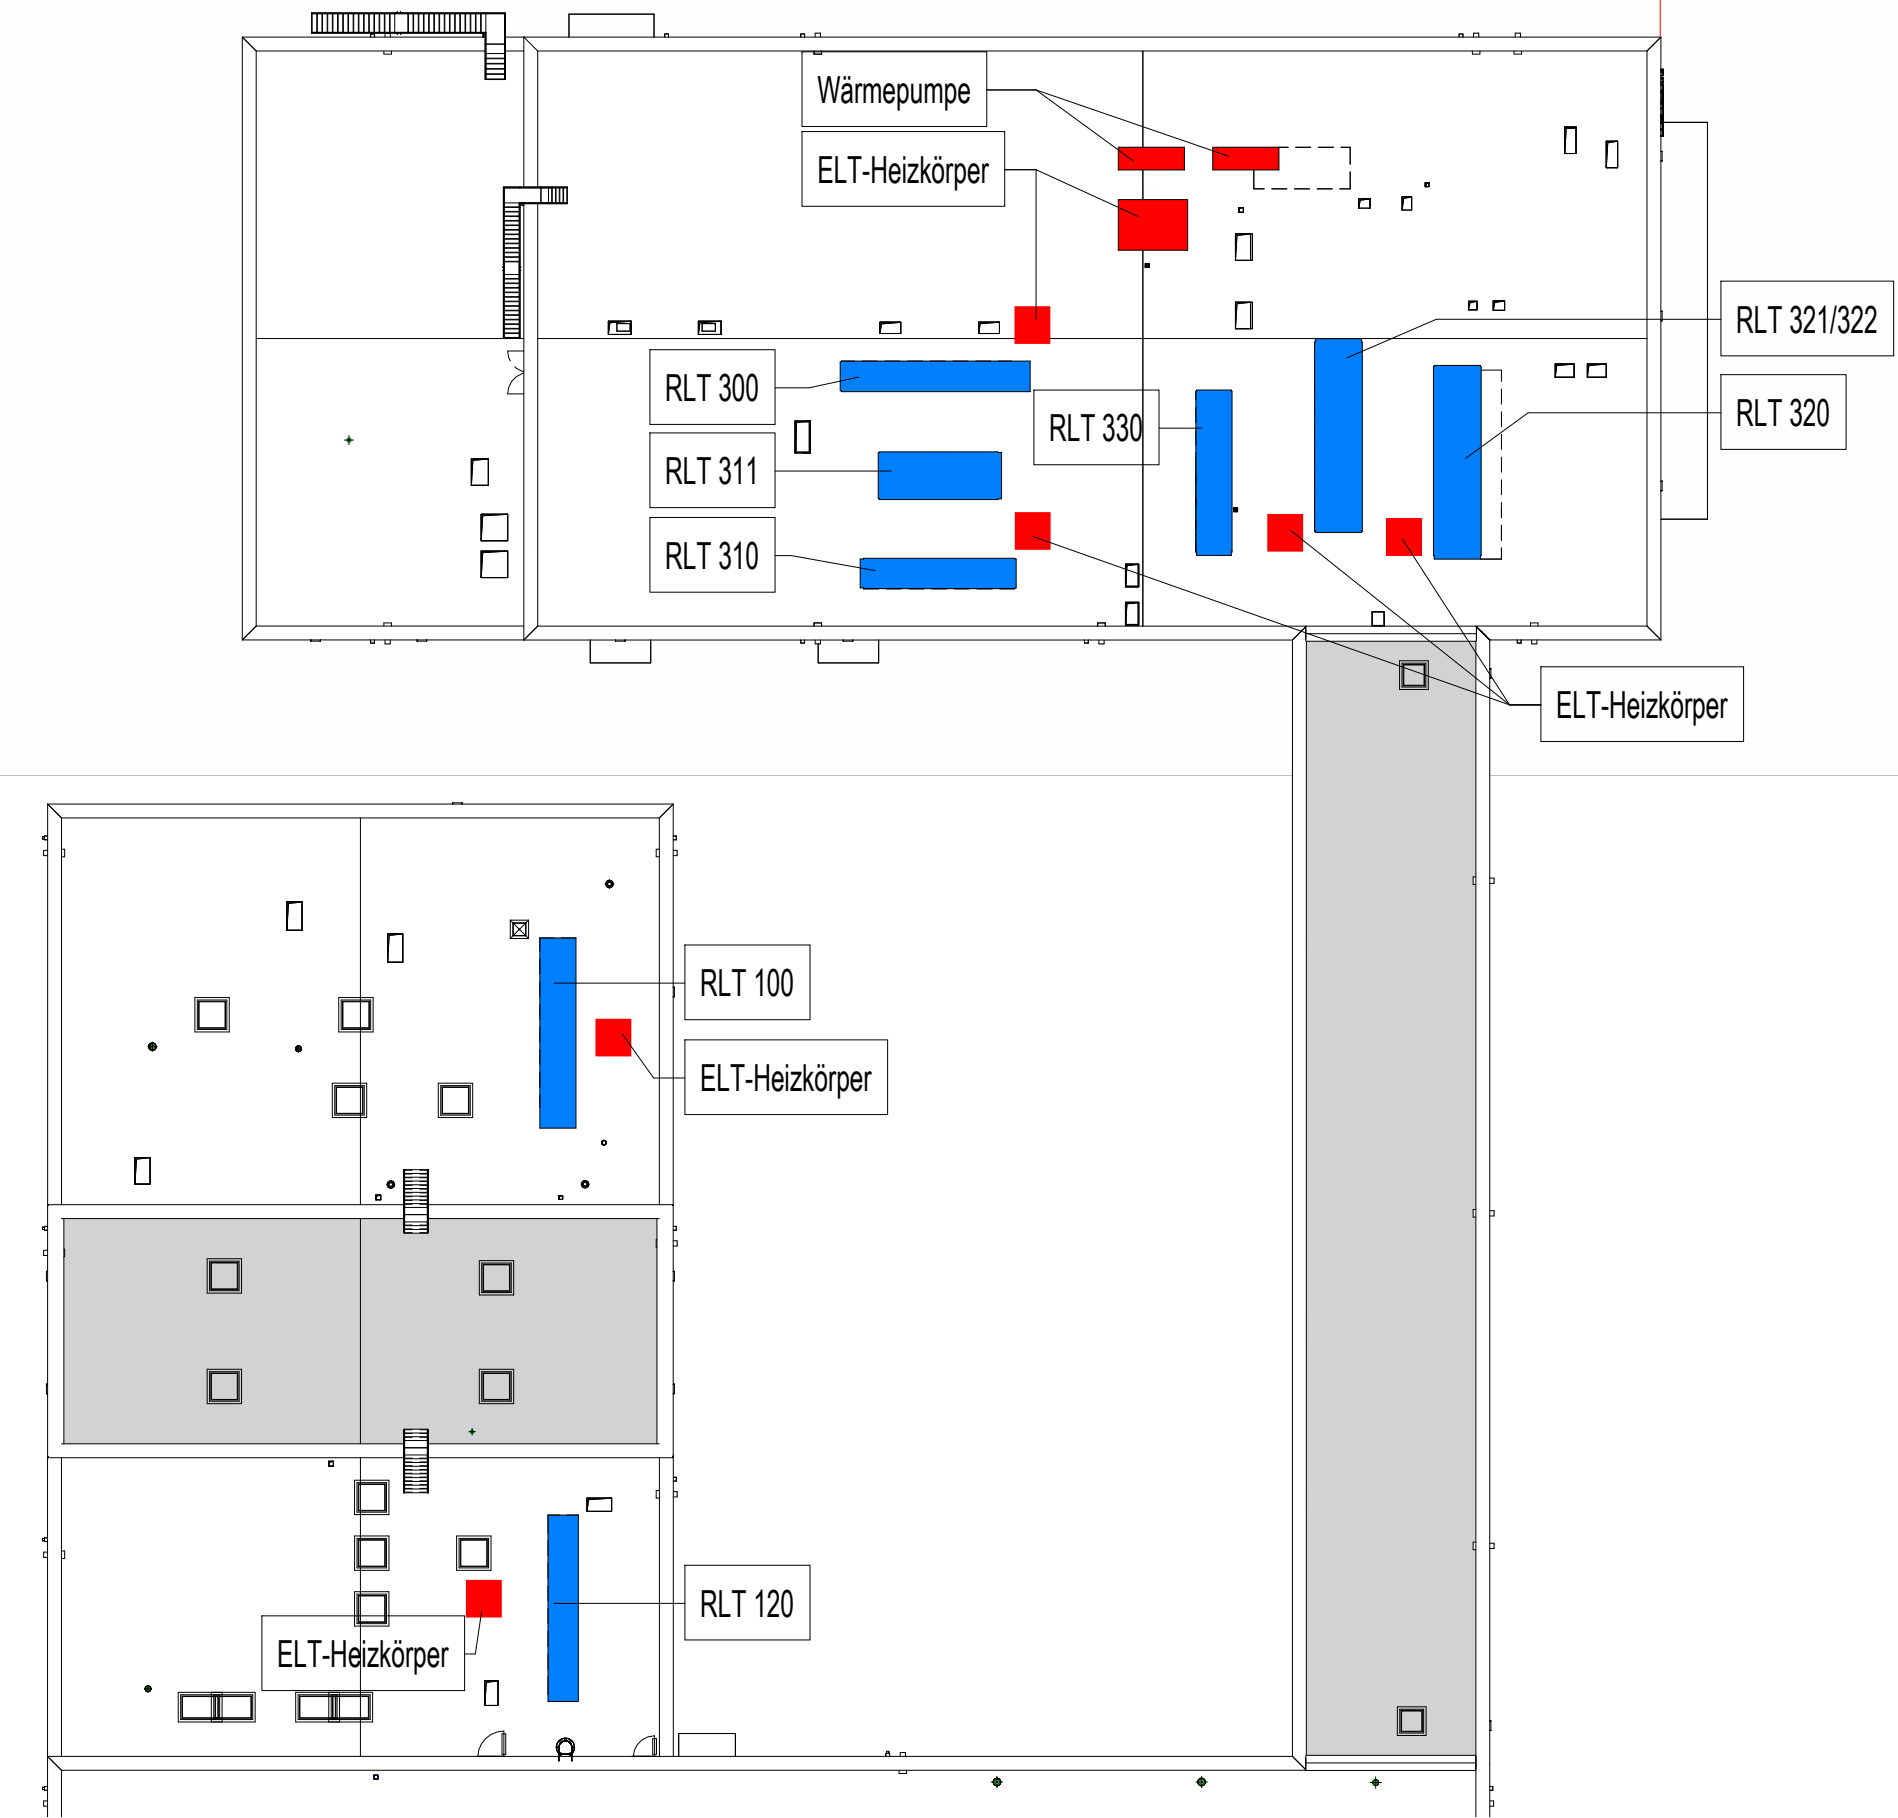 Wärmepumpe
ELT-Heizkörper
RLT 321/322
RLT 300
RLT 320
RLT 330
RLT 311
RLT 310
ELT-Heizkörper
RLT 100
ELT-Heizkörper
RLT 120
ELT-Heizkörper